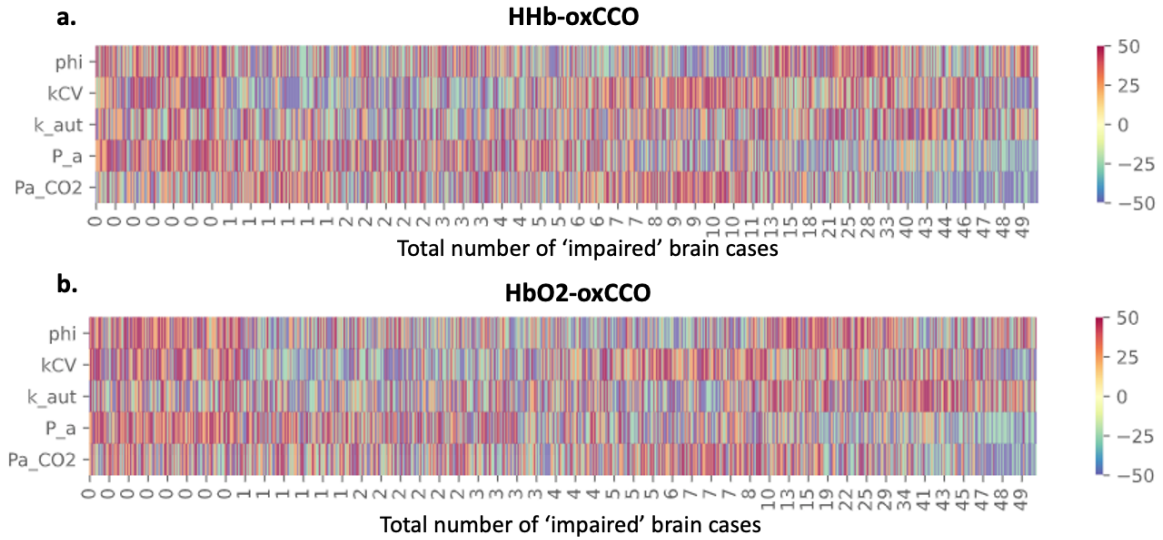 a.
HHb-oxCCO
phi
kCV
k_aut
P_a
Pa_CO2
50
25
0
−25
−50
0 0 0 0 0 0 0 1 1 1 1 1 1 2 2 2 2 2 3 3 3 4 4 5 5 6 6 7 7 8 9 9 10 10 11 13 15 18 21 25 28 33 40 43 44 46 47 48 49
Total number of ‘impaired’ brain cases
b.
HbO2-oxCCO
phi
kCV
k_aut
P_a
Pa_CO2
50
25
0
−25
−50
0 0 0 0 0 0 0 0 1 1 1 1 1 1 1 2 2 2 2 2 2 3 3 3 3 4 4 5 5 5 6 7 7 7 8 10 13 15 19 22 25 29 34 41 43 45 47 48 49
Total number of ‘impaired’ brain cases